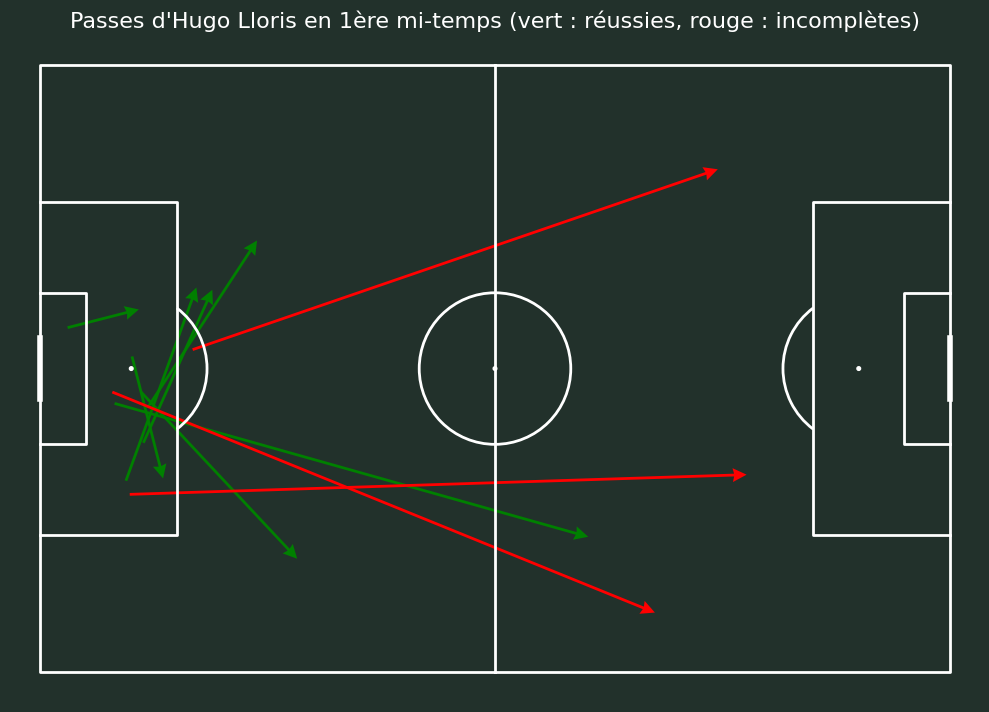 Passes d'Hugo Lloris en 1ère mi-temps (vert : réussies, rouge : incomplètes)